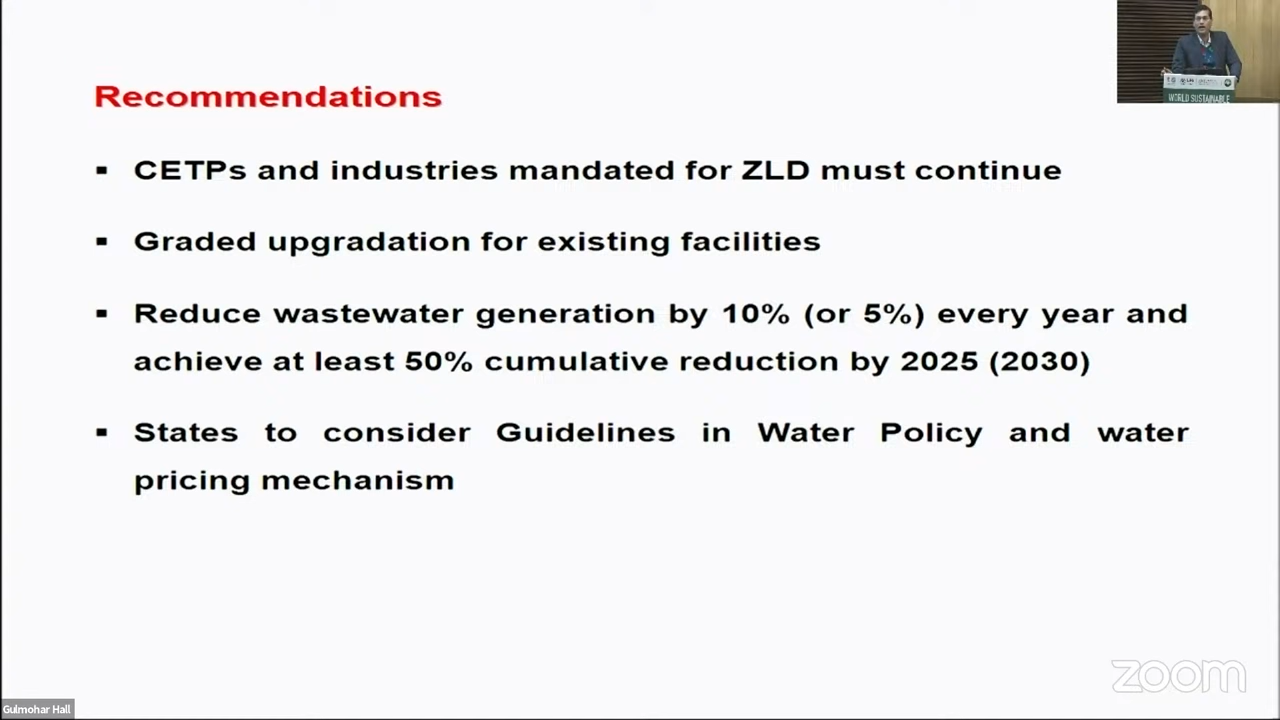 Recommendations
▪ CETPs and industries mandated for ZLD must continue
▪ Graded upgradation for existing facilities
▪ Reduce wastewater generation by 10% (or 5%) every year and
achieve at least 50% cumulative reduction by 2025 (2030)
▪ States to consider Guidelines in Water Policy and water
pricing mechanism
WORLD SUSTAINABLE
zoom
Gulmohar Hall